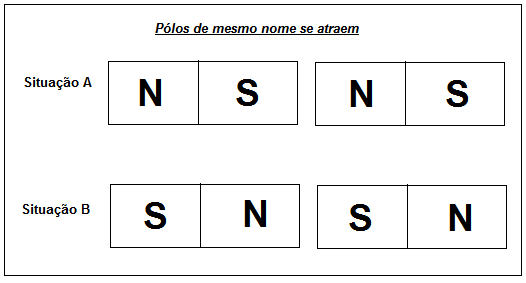 Pólos de mesmo nome se atraem
Situação A N S N S
Situação B S N S N